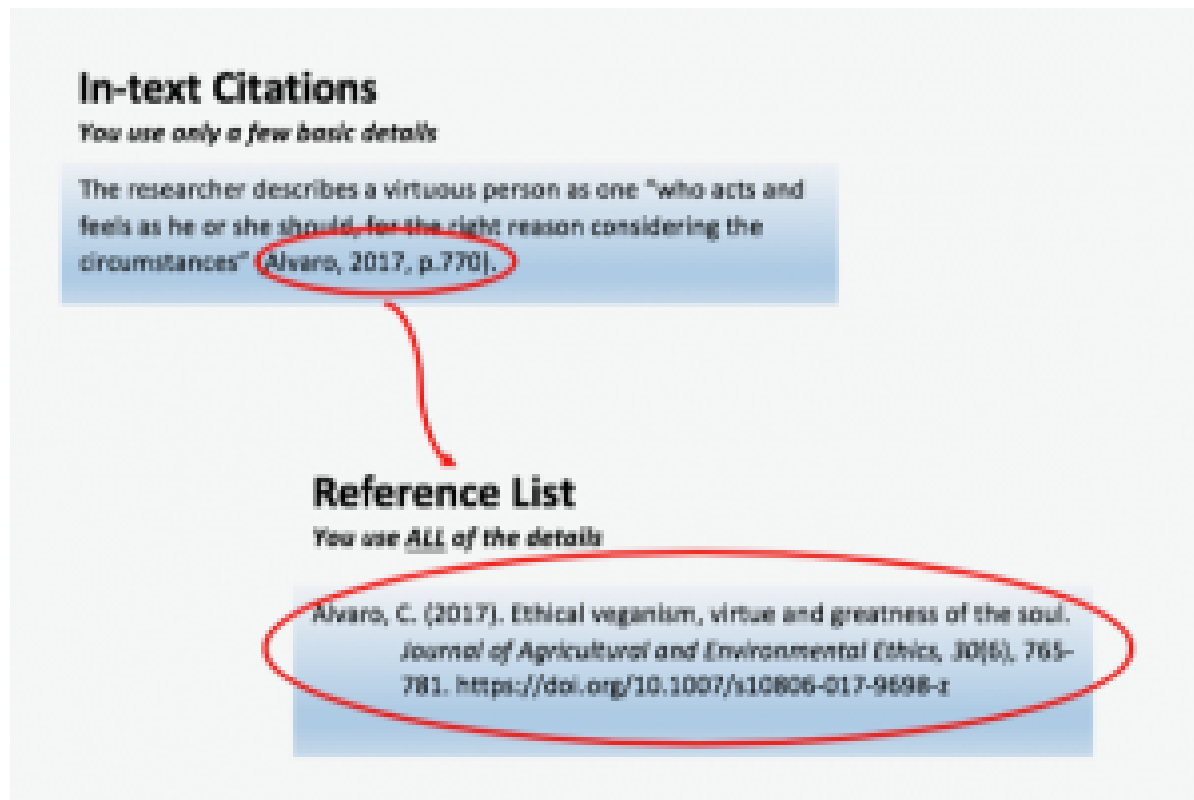 In-text Citations
You use only a few basic details
The researcher describes a virtuous person as one "who acts and
feels as he or she should, for the right reason considering the
circumstances" (Alvaro, 2017, p.770).
Reference List
You use ALL of the details
Alvaro, C. (2017). Ethical veganism, virtue and greatness of the soul.
Journal of Agricultural and Environmental Ethics, 30(6), 765-
781. https://doi.org/10.1007/s10806-017-9698-z